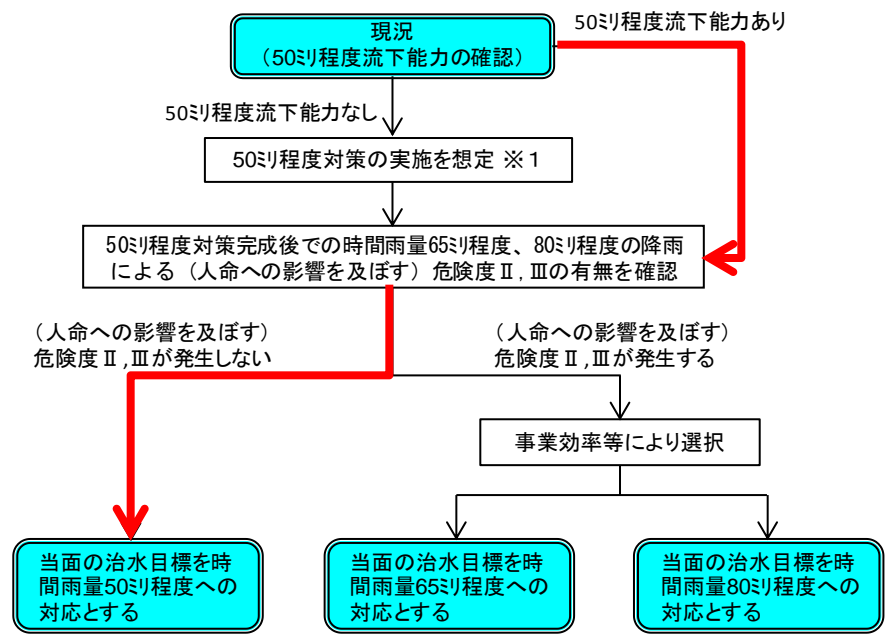 現況
（50ﾐﾘ程度流下能力の確認）
50ﾐﾘ程度流下能力あり
50ﾐﾘ程度流下能力なし
50ﾐﾘ程度対策の実施を想定 ※１
50ﾐﾘ程度対策完成後での時間雨量65ﾐﾘ程度、80ﾐﾘ程度の降雨
による（人命への影響を及ぼす）危険度Ⅱ，Ⅲの有無を確認
（人命への影響を及ぼす）
危険度Ⅱ,Ⅲが発生しない
（人命への影響を及ぼす）
危険度Ⅱ,Ⅲが発生する
事業効率等により選択
当面の治水目標を時
間雨量50ﾐﾘ程度への
対応とする
当面の治水目標を時
間雨量65ﾐﾘ程度への
対応とする
当面の治水目標を時
間雨量80ﾐﾘ程度への
対応とする